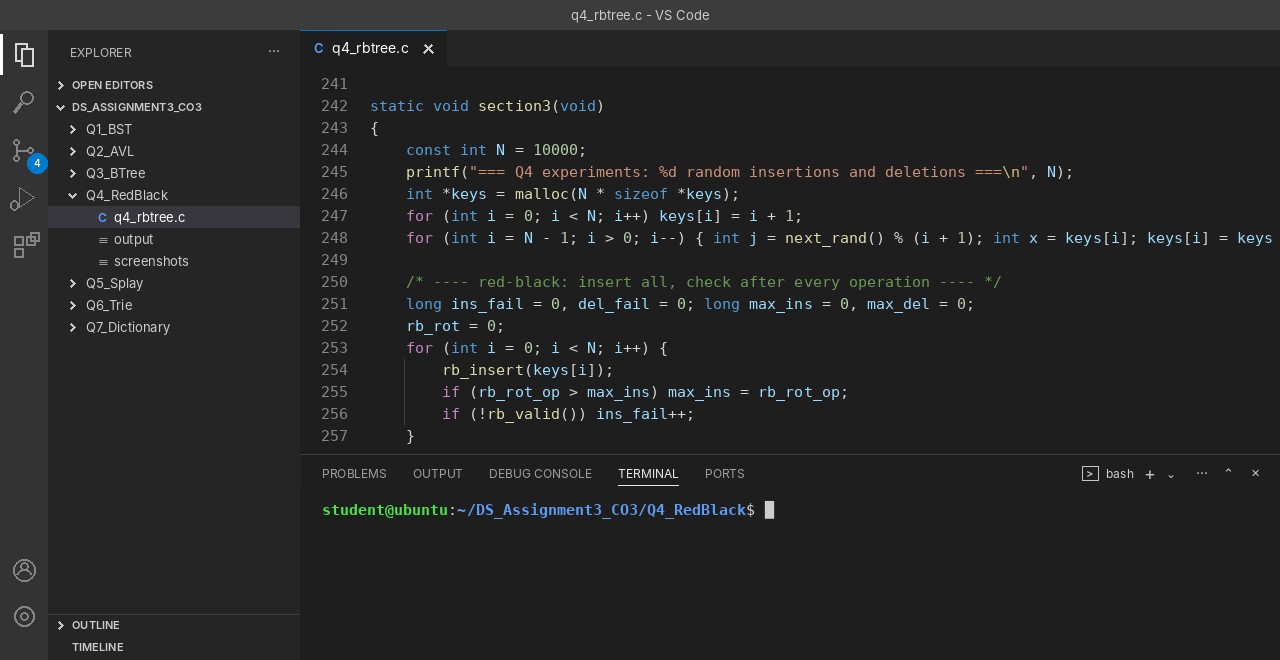 q4_rbtree.c - VS Code
EXPLORER
OPEN EDITORS
DS_ASSIGNMENT3_CO3
Q1_BST
Q2_AVL
Q3_BTree
Q4_RedBlack
C q4_rbtree.c
output
screenshots
Q5_Splay
Q6_Trie
Q7_Dictionary
4
OUTLINE
TIMELINE
C q4_rbtree.c
241
242 static void section3(void)
243 {
244     const int N = 10000;
245     printf("=== Q4 experiments: %d random insertions and deletions ===\n", N);
246     int *keys = malloc(N * sizeof *keys);
247     for (int i = 0; i < N; i++) keys[i] = i + 1;
248     for (int i = N - 1; i > 0; i--) { int j = next_rand() % (i + 1); int x = keys[i]; keys[i] = keys
249
250     /* ---- red-black: insert all, check after every operation ---- */
251     long ins_fail = 0, del_fail = 0; long max_ins = 0, max_del = 0;
252     rb_rot = 0;
253     for (int i = 0; i < N; i++) {
254         rb_insert(keys[i]);
255         if (rb_rot_op > max_ins) max_ins = rb_rot_op;
256         if (!rb_valid()) ins_fail++;
257     }
PROBLEMS OUTPUT DEBUG CONSOLE TERMINAL PORTS bash
student@ubuntu:~/DS_Assignment3_CO3/Q4_RedBlack$